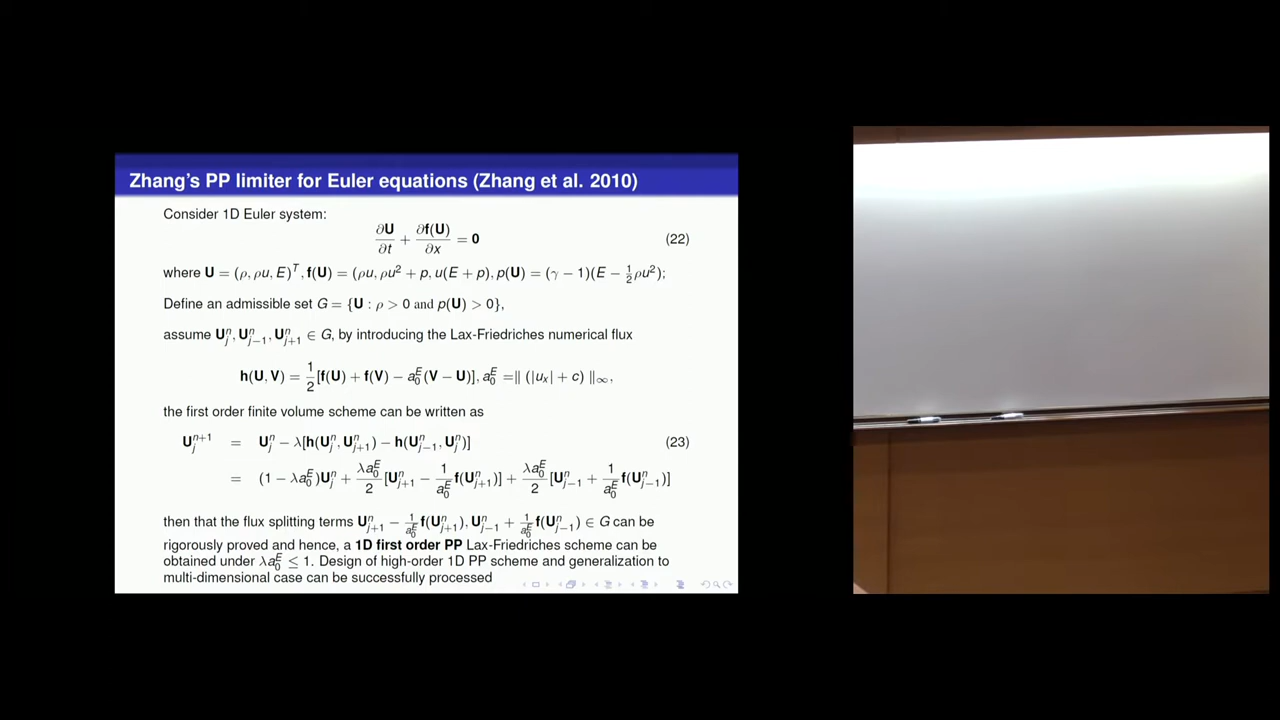 Zhang's PP limiter for Euler equations (Zhang et al. 2010)
Consider 1D Euler system:
∂U/∂t + ∂f(U)/∂x = 0 (22)
where U = (ρ, ρu, E)^T, f(U) = (ρu, ρu² + p, u(E + p), p(U) = (γ − 1)(E − ½ρu²);
Define an admissible set G = {U : ρ > 0 and p(U) > 0},
assume U_j^n, U_{j−1}^n, U_{j+1}^n ∈ G, by introducing the Lax-Friedriches numerical flux
h(U, V) = 1/2 [f(U) + f(V) − a_0^E(V − U)], a_0^E =∥ (|u_x| + c) ∥_∞,
the first order finite volume scheme can be written as
U_j^{n+1} = U_j^n − λ[h(U_j^n, U_{j+1}^n) − h(U_{j−1}^n, U_j^n)] (23)
= (1 − λa_0^E)U_j^n + λa_0^E/2 [U_{j+1}^n − 1/a_0^E f(U_{j+1}^n)] + λa_0^E/2 [U_{j−1}^n + 1/a_0^E f(U_{j−1}^n)]
then that the flux splitting terms U_{j+1}^n − 1/a_0^E f(U_{j+1}^n), U_{j−1}^n + 1/a_0^E f(U_{j−1}^n) ∈ G can be
rigorously proved and hence, a 1D first order PP Lax-Friedriches scheme can be
obtained under λa_0^E ≤ 1. Design of high-order 1D PP scheme and generalization to
multi-dimensional case can be successfully processed